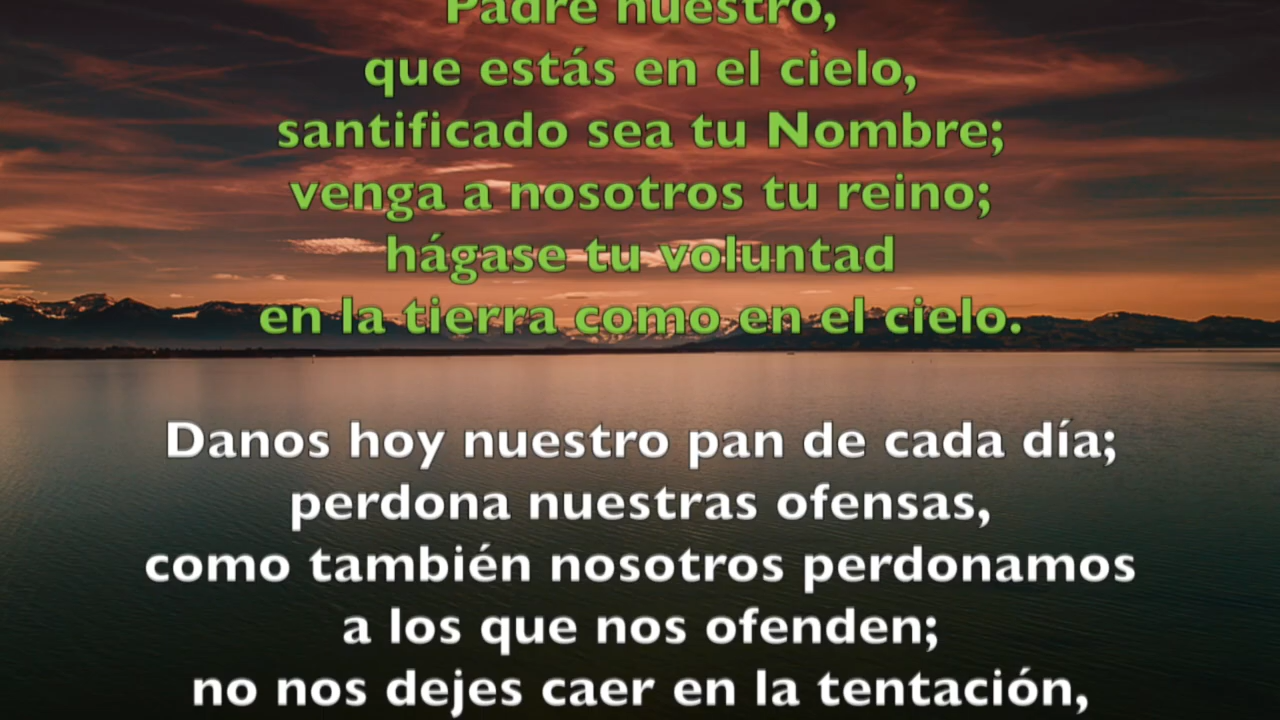 Padre nuestro,
que estás en el cielo,
santificado sea tu Nombre;
venga a nosotros tu reino;
hágase tu voluntad
en la tierra como en el cielo.
Danos hoy nuestro pan de cada día;
perdona nuestras ofensas,
como también nosotros perdonamos
a los que nos ofenden;
no nos dejes caer en la tentación,